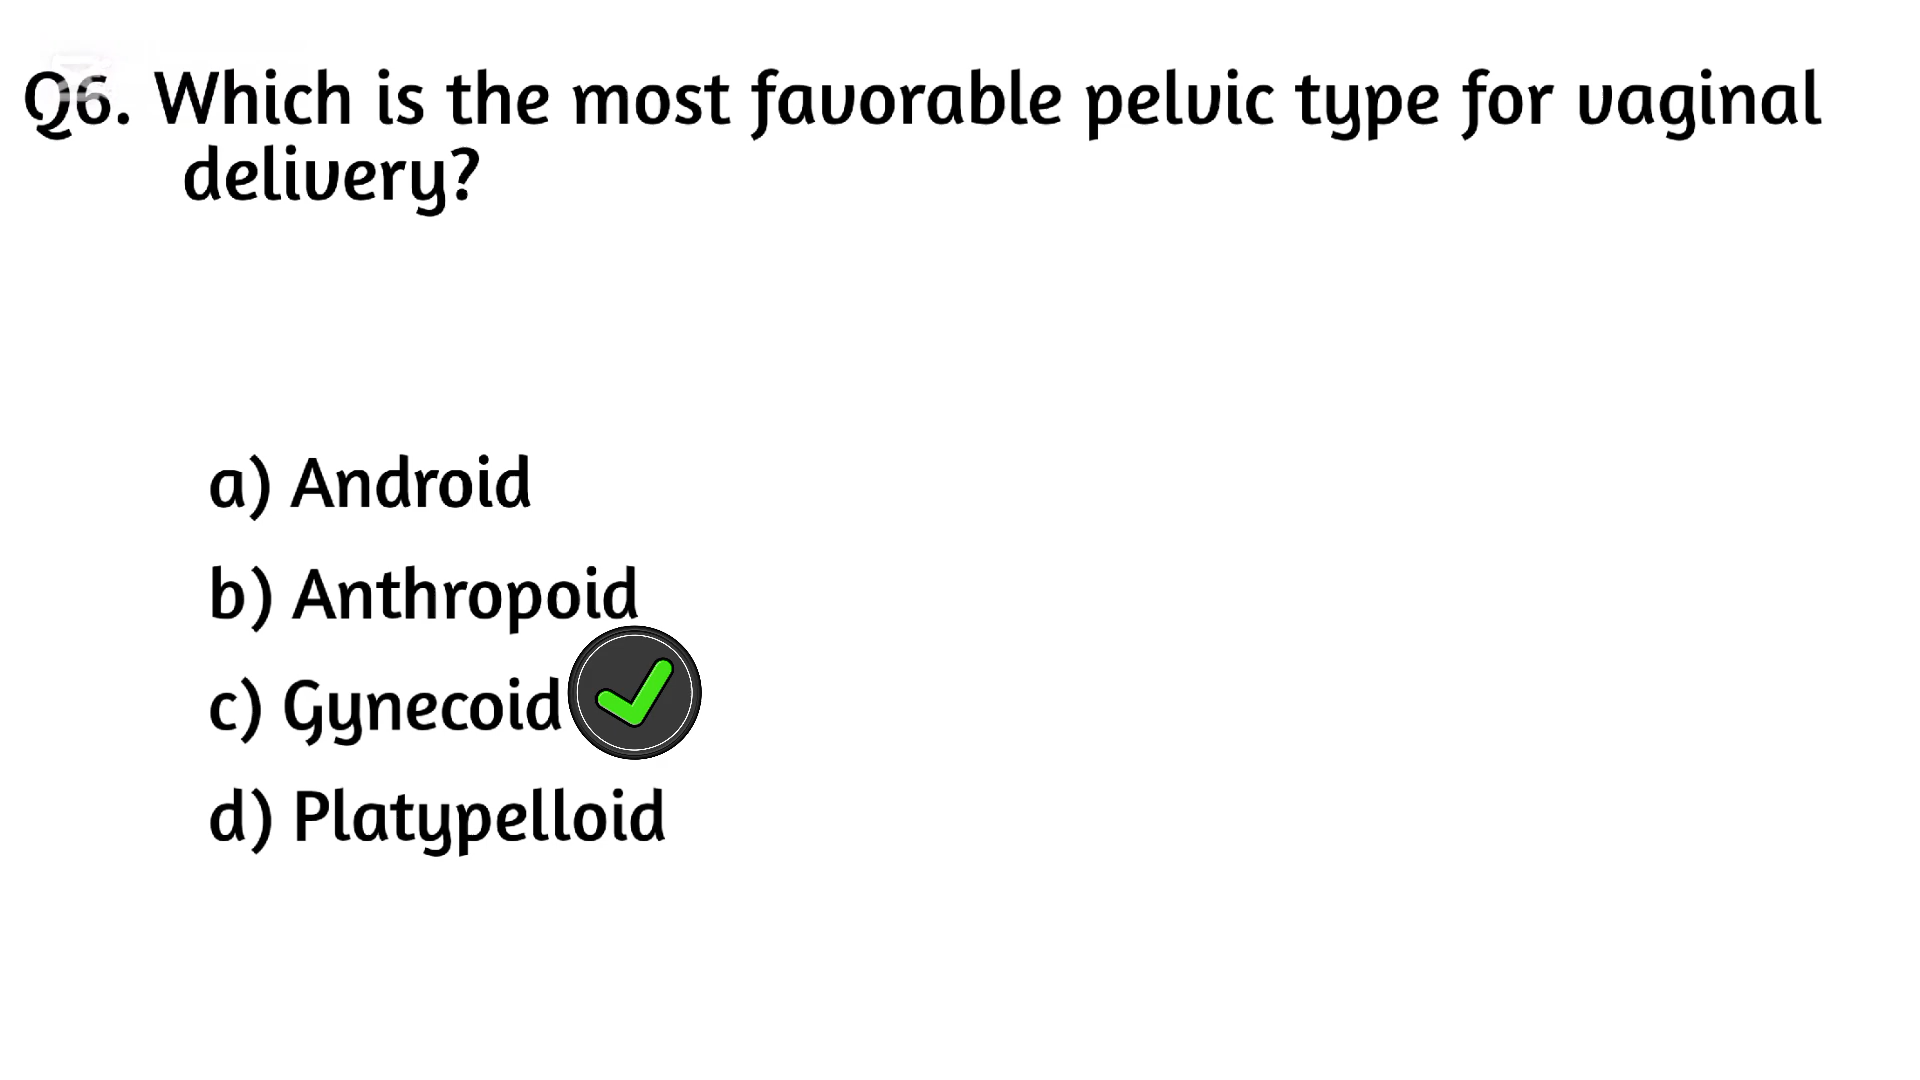 Q6. Which is the most favorable pelvic type for vaginal
delivery?
a) Android
b) Anthropoid
c) Gynecoid
d) Platypelloid